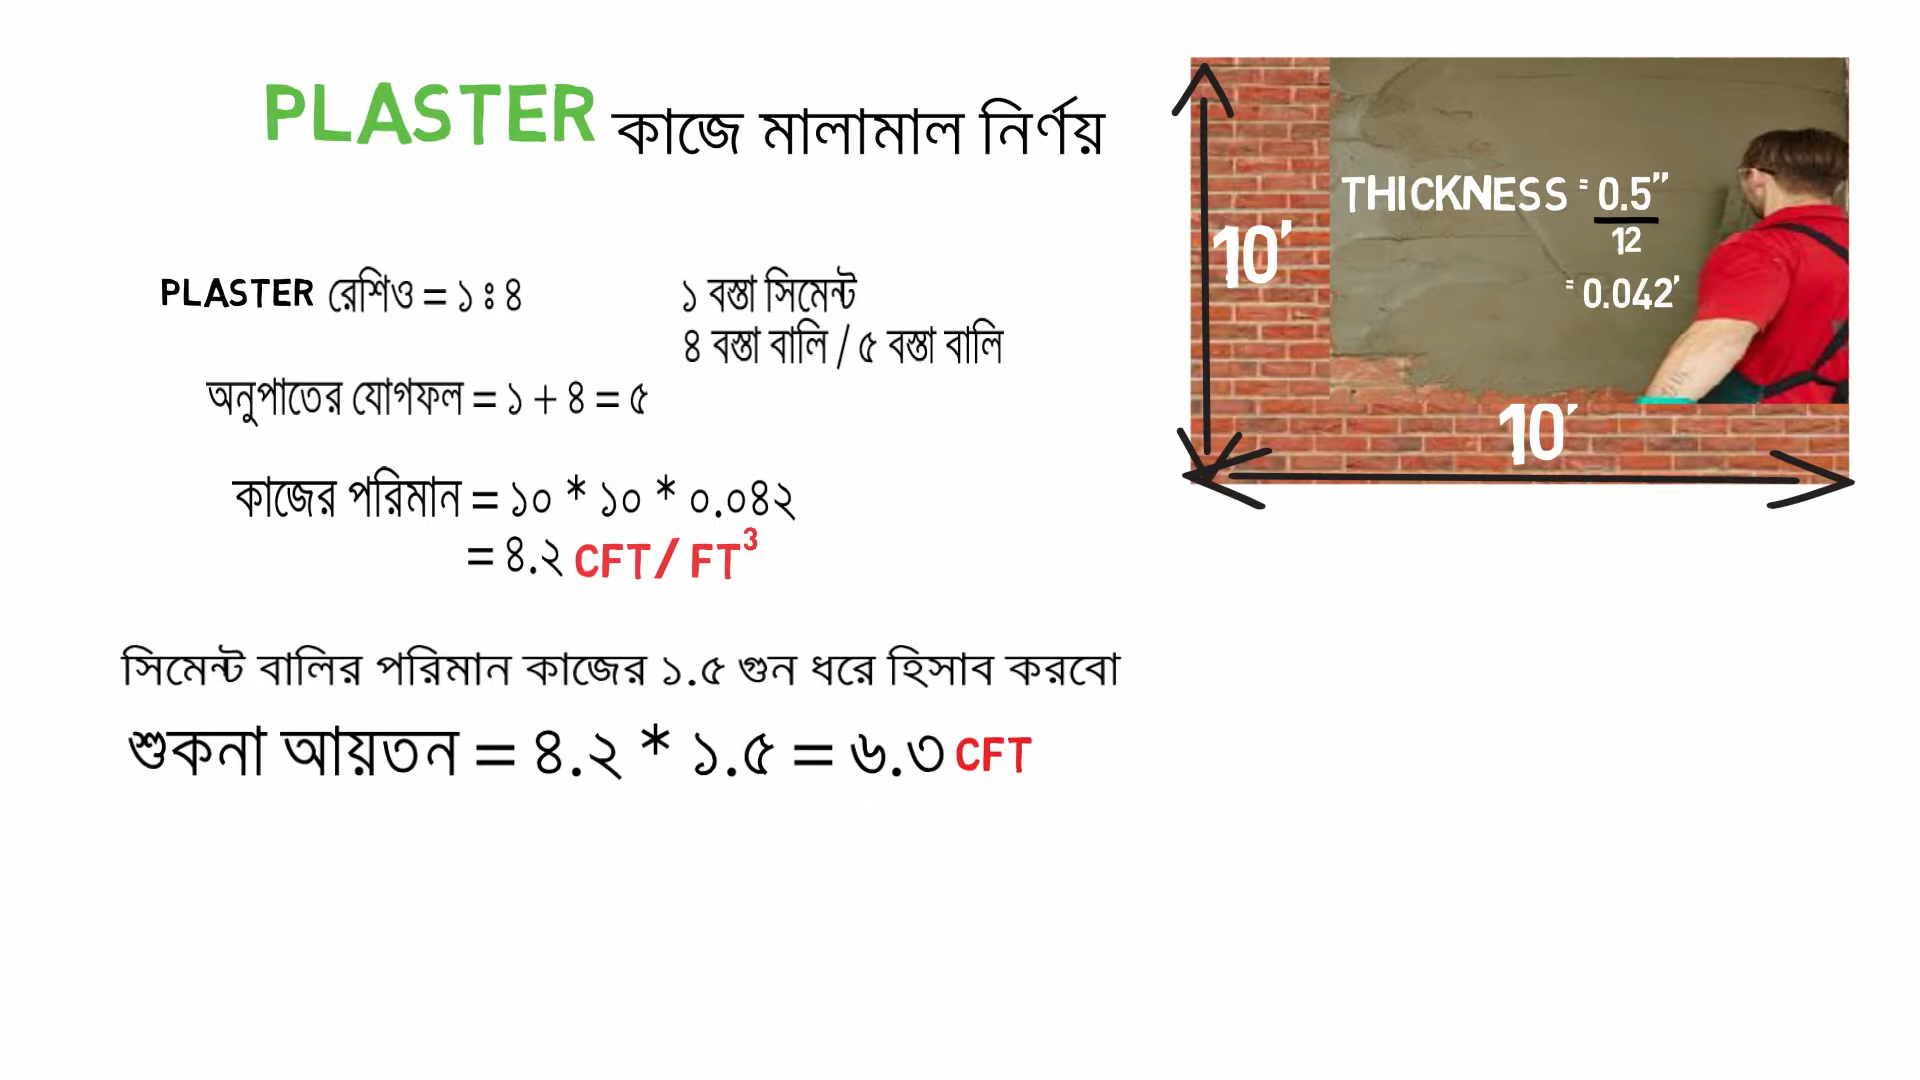 PLASTER কাজে মালামাল নির্ণয়
PLASTER রেশিও = ১ ঃ ৪
১ বস্তা সিমেন্ট
৪ বস্তা বালি / ৫ বস্তা বালি
অনুপাতের যোগফল = ১ + ৪ = ৫
কাজের পরিমান = ১০ * ১০ * ০.০৪২
= ৪.২ CFT/ FT³
সিমেন্ট বালির পরিমান কাজের ১.৫ গুন ধরে হিসাব করবো
শুকনা আয়তন = ৪.২ * ১.৫ = ৬.৩ CFT
THICKNESS = 0.5”
12
= 0.042’
10’
10’